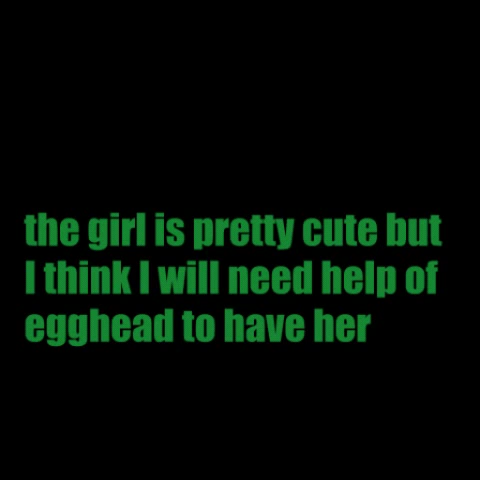 the girl is pretty cute but
I think I will need help of
egghead to have her